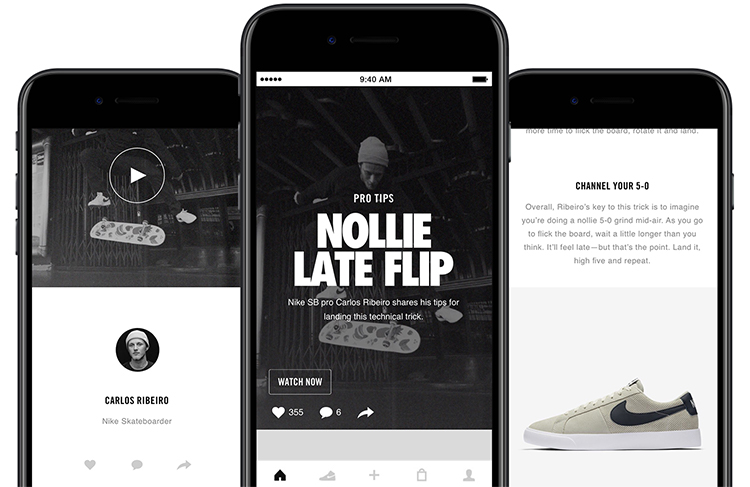 CARLOS RIBEIRO
Nike Skateboarder
9:40 AM
PRO TIPS
NOLLIE
LATE FLIP
Nike SB pro Carlos Ribeiro shares his tips for
landing this technical trick.
WATCH NOW
355
6
more time to flick the board, rotate it and land.
CHANNEL YOUR 5-0
Overall, Ribeiro's key to this trick is to imagine
you're doing a nollie 5-0 grind mid-air. As you go
to flick the board, wait a little longer than you
think. It'll feel late—but that's the point. Land it,
high five and repeat.